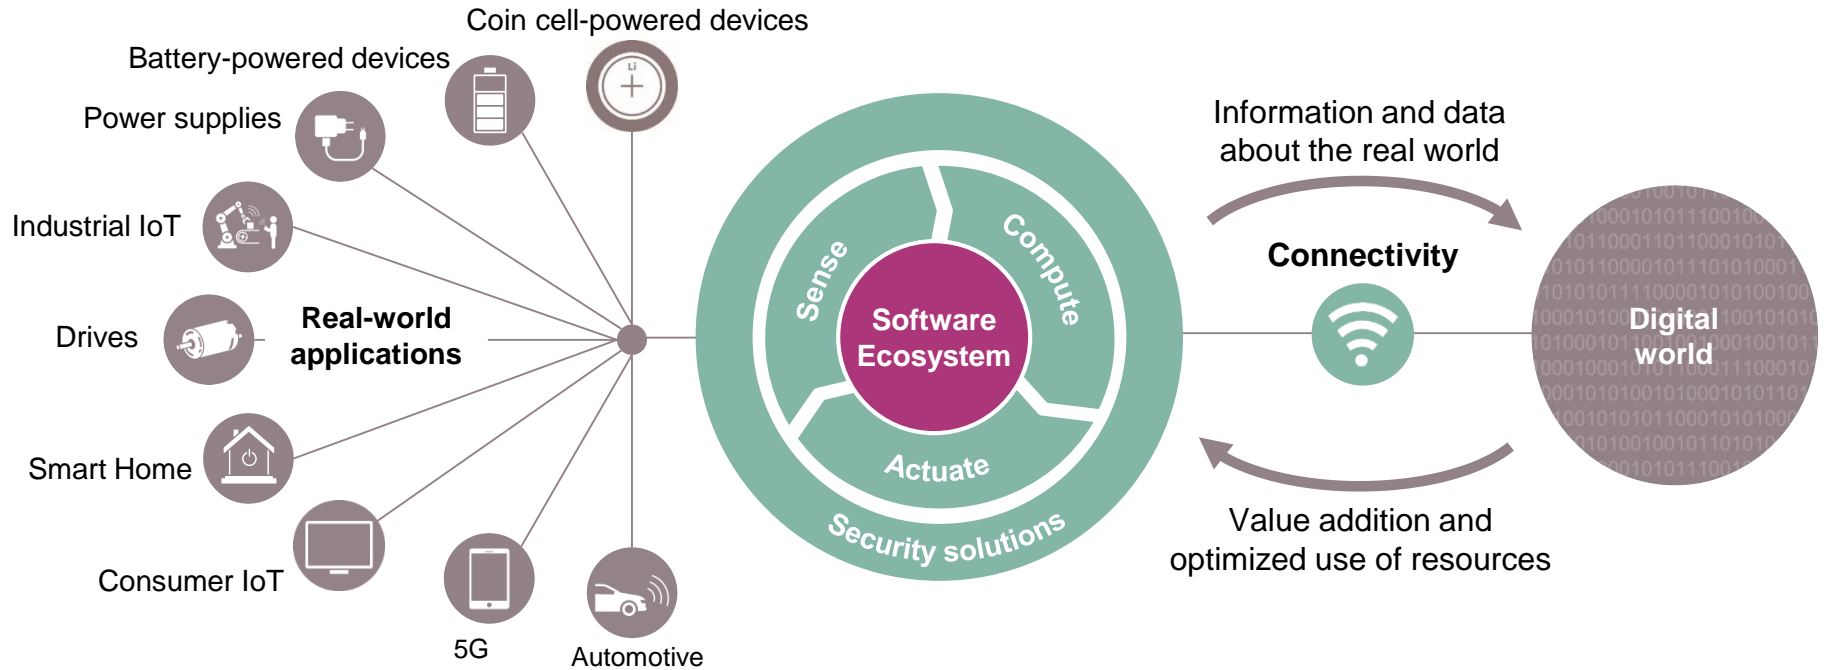 Coin cell-powered devices
Battery-powered devices
Li
Power supplies
Industrial IoT
Drives
Real-world
applications
Smart Home
Consumer IoT
5G
Automotive
Sense
Compute
Actuate
Software
Ecosystem
Security solutions
Information and data
about the real world
Connectivity
Value addition and
optimized use of resources
Digital
world